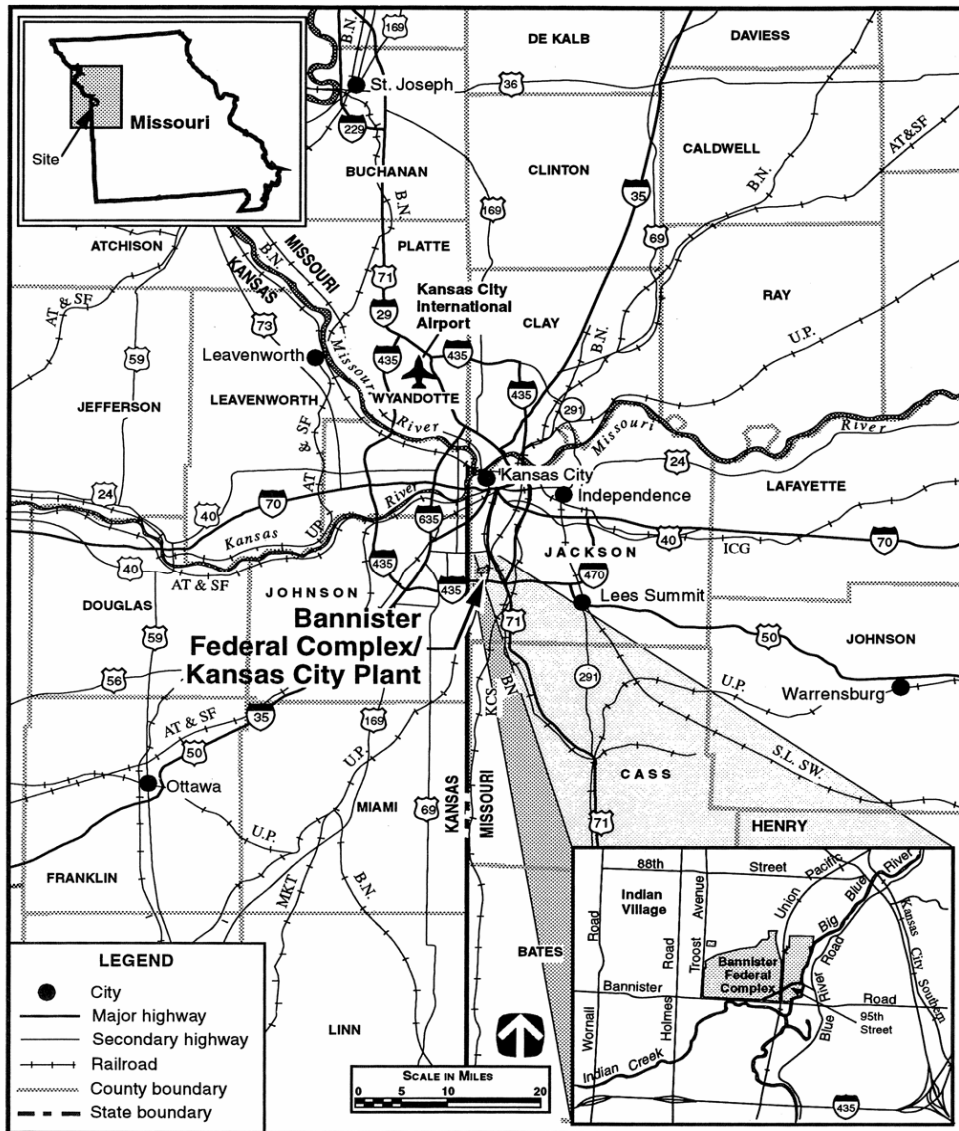 Missouri
Site
B.N.
169
St. Joseph
229
DE KALB
DAVIESS
36
BUCHANAN
B.N.
CLINTON
CALDWELL
AT&SF
B.N.
35
169
69
ATCHISON
B.N.
MISSOURI
KANSAS
PLATTE
71
29
Kansas City
International
Airport
CLAY
RAY
U.P.
AT & SF
73
59
Leavenworth
435
435
435
B.N.
Missouri
River
WYANDOTTE
291
JEFFERSON
LEAVENWORTH
AT & SF
Missouri
River
Kansas City
24
Independence
LAFAYETTE
24
40
70
River
Kansas
U.P.
635
40
ICG
70
JACKSON
40
AT & SF
435
435
470
Lees Summit
DOUGLAS
JOHNSON
Bannister
Federal Complex/
Kansas City Plant
71
50
JOHNSON
59
56
291
U.P.
Warrensburg
KCS.
BN
AT & SF
35
169
50
U.P.
S.L. SW.
Ottawa
CASS
MIAMI
69
KANSAS
MISSOURI
71
HENRY
U.P.
FRANKLIN
MKT
B.N.
BATES
LINN
LEGEND
City
Major highway
Secondary highway
Railroad
County boundary
State boundary
SCALE IN MILES
0 5 10 20
88th Street
Union Pacific
Big Blue River
Indian
Village
Troost Avenue
Wornall Road
Holmes Road
Bannister
Federal
Complex
Blue River Road
Kansas City Southern
Bannister Road
95th
Street
Indian Creek
435